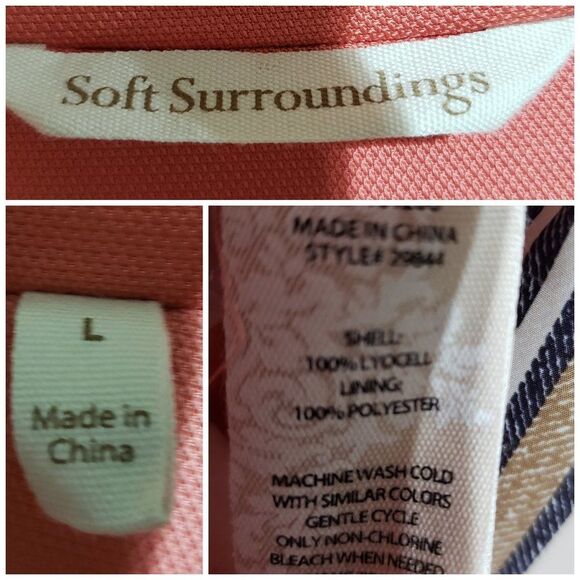 Soft Surroundings
L
Made in
China
MADE IN CHINA
STYLE# 29844
SHELL:
100% LYOCELL
LINING:
100% POLYESTER
MACHINE WASH COLD
WITH SIMILAR COLORS
GENTLE CYCLE
ONLY NON-CHLORINE
BLEACH WHEN NEEDED